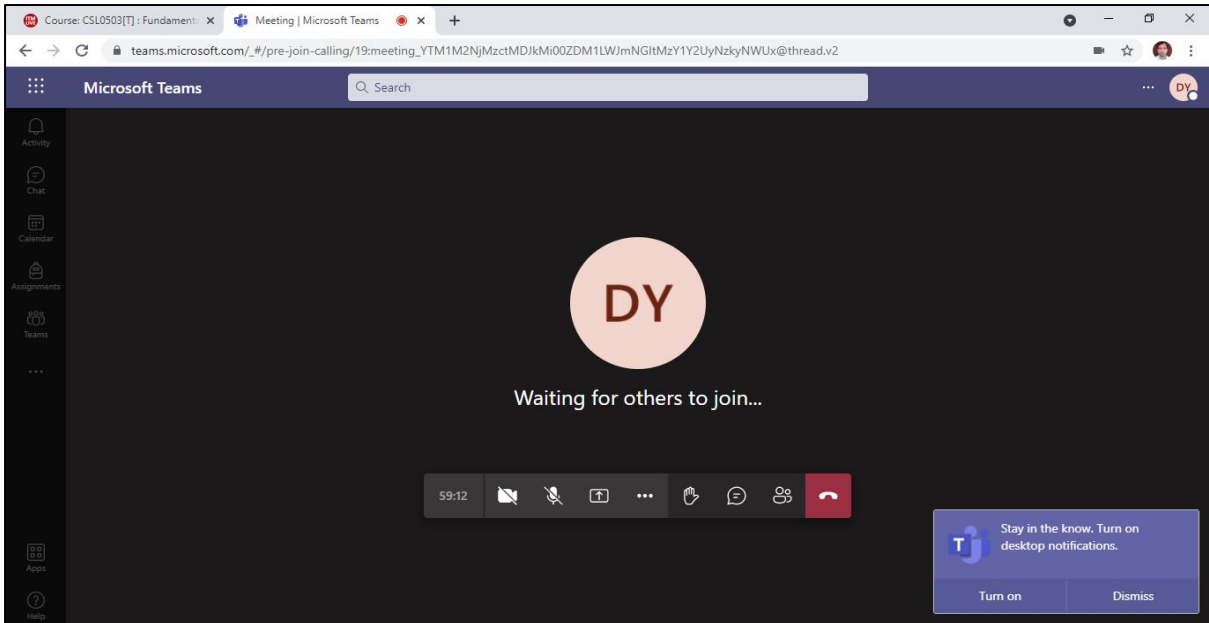 Course: CSL0503[T] : Fundament
Meeting | Microsoft Teams
teams.microsoft.com/_#/pre-join-calling/19:meeting_YTM1M2NjMzctMDJkMi00ZDM1LWJmNGItMzY1Y2UyNzkyNWUx@thread.v2
Microsoft Teams
Search
DY
Activity
Chat
Calendar
Assignments
Teams
DY
Waiting for others to join...
59:12
Stay in the know. Turn on
desktop notifications.
Turn on
Dismiss
Apps
Help